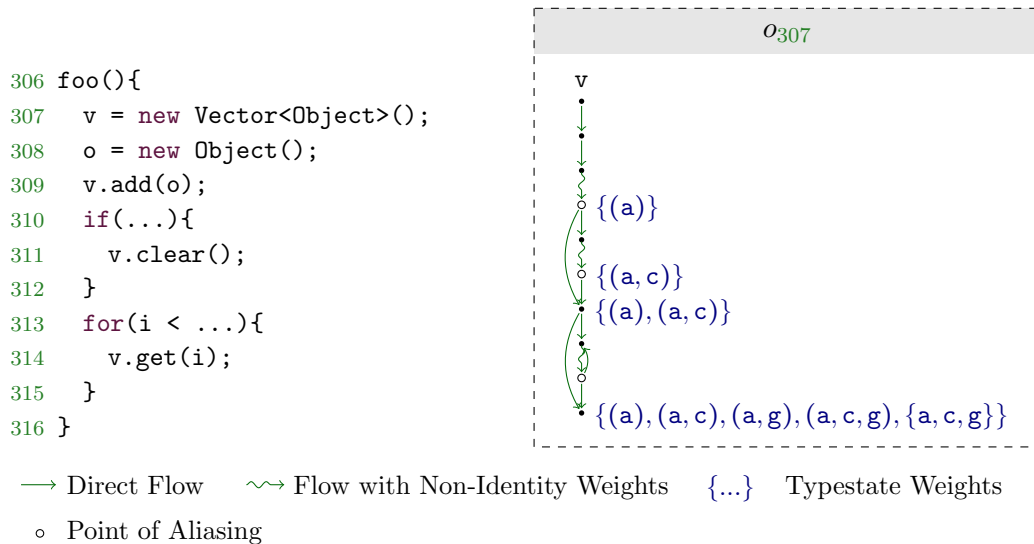 o307
v
306 foo(){
307 v = new Vector<Object>();
308 o = new Object();
309 v.add(o);
310 if(...){
{(a)}
311 v.clear();
312 }
{(a, c)}
313 for(i < ...){
{(a), (a, c)}
314 v.get(i);
315 }
316 }
{(a), (a, c), (a, g), (a, c, g), {a, c, g}}
Direct Flow Flow with Non-Identity Weights {...} Typestate Weights
Point of Aliasing